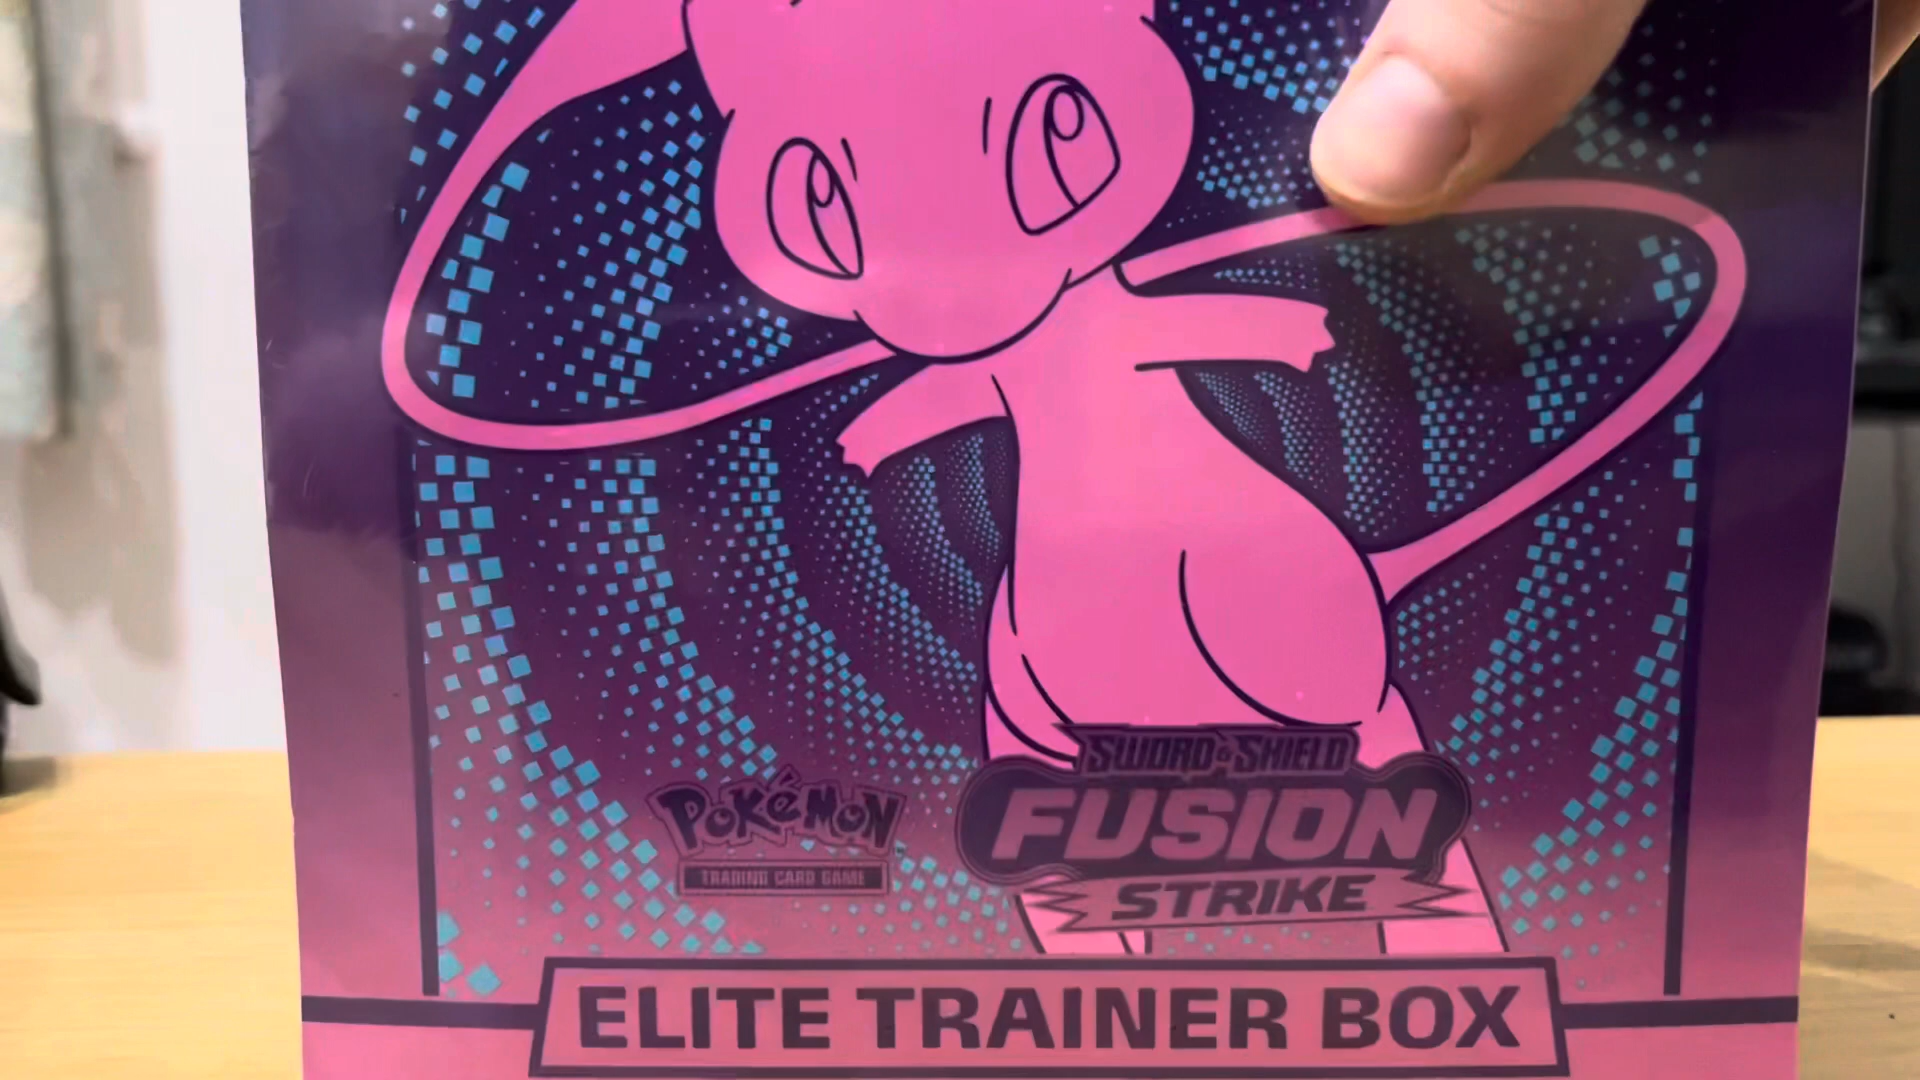 SWORD & SHIELD
POKéMON
TRADING CARD GAME
FUSION
STRIKE
ELITE TRAINER BOX